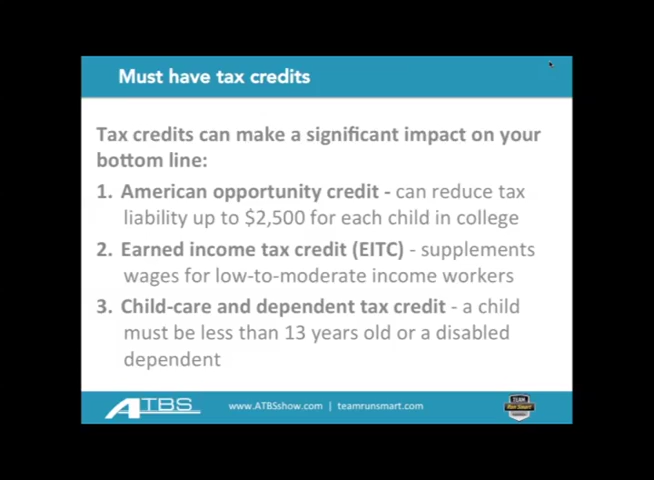 Must have tax credits
Tax credits can make a significant impact on your
bottom line:
1. American opportunity credit - can reduce tax
liability up to $2,500 for each child in college
2. Earned income tax credit (EITC) - supplements
wages for low-to-moderate income workers
3. Child-care and dependent tax credit - a child
must be less than 13 years old or a disabled
dependent
ATBS
www.ATBSshow.com | teamrunsmart.com
TEAM
Run Smart